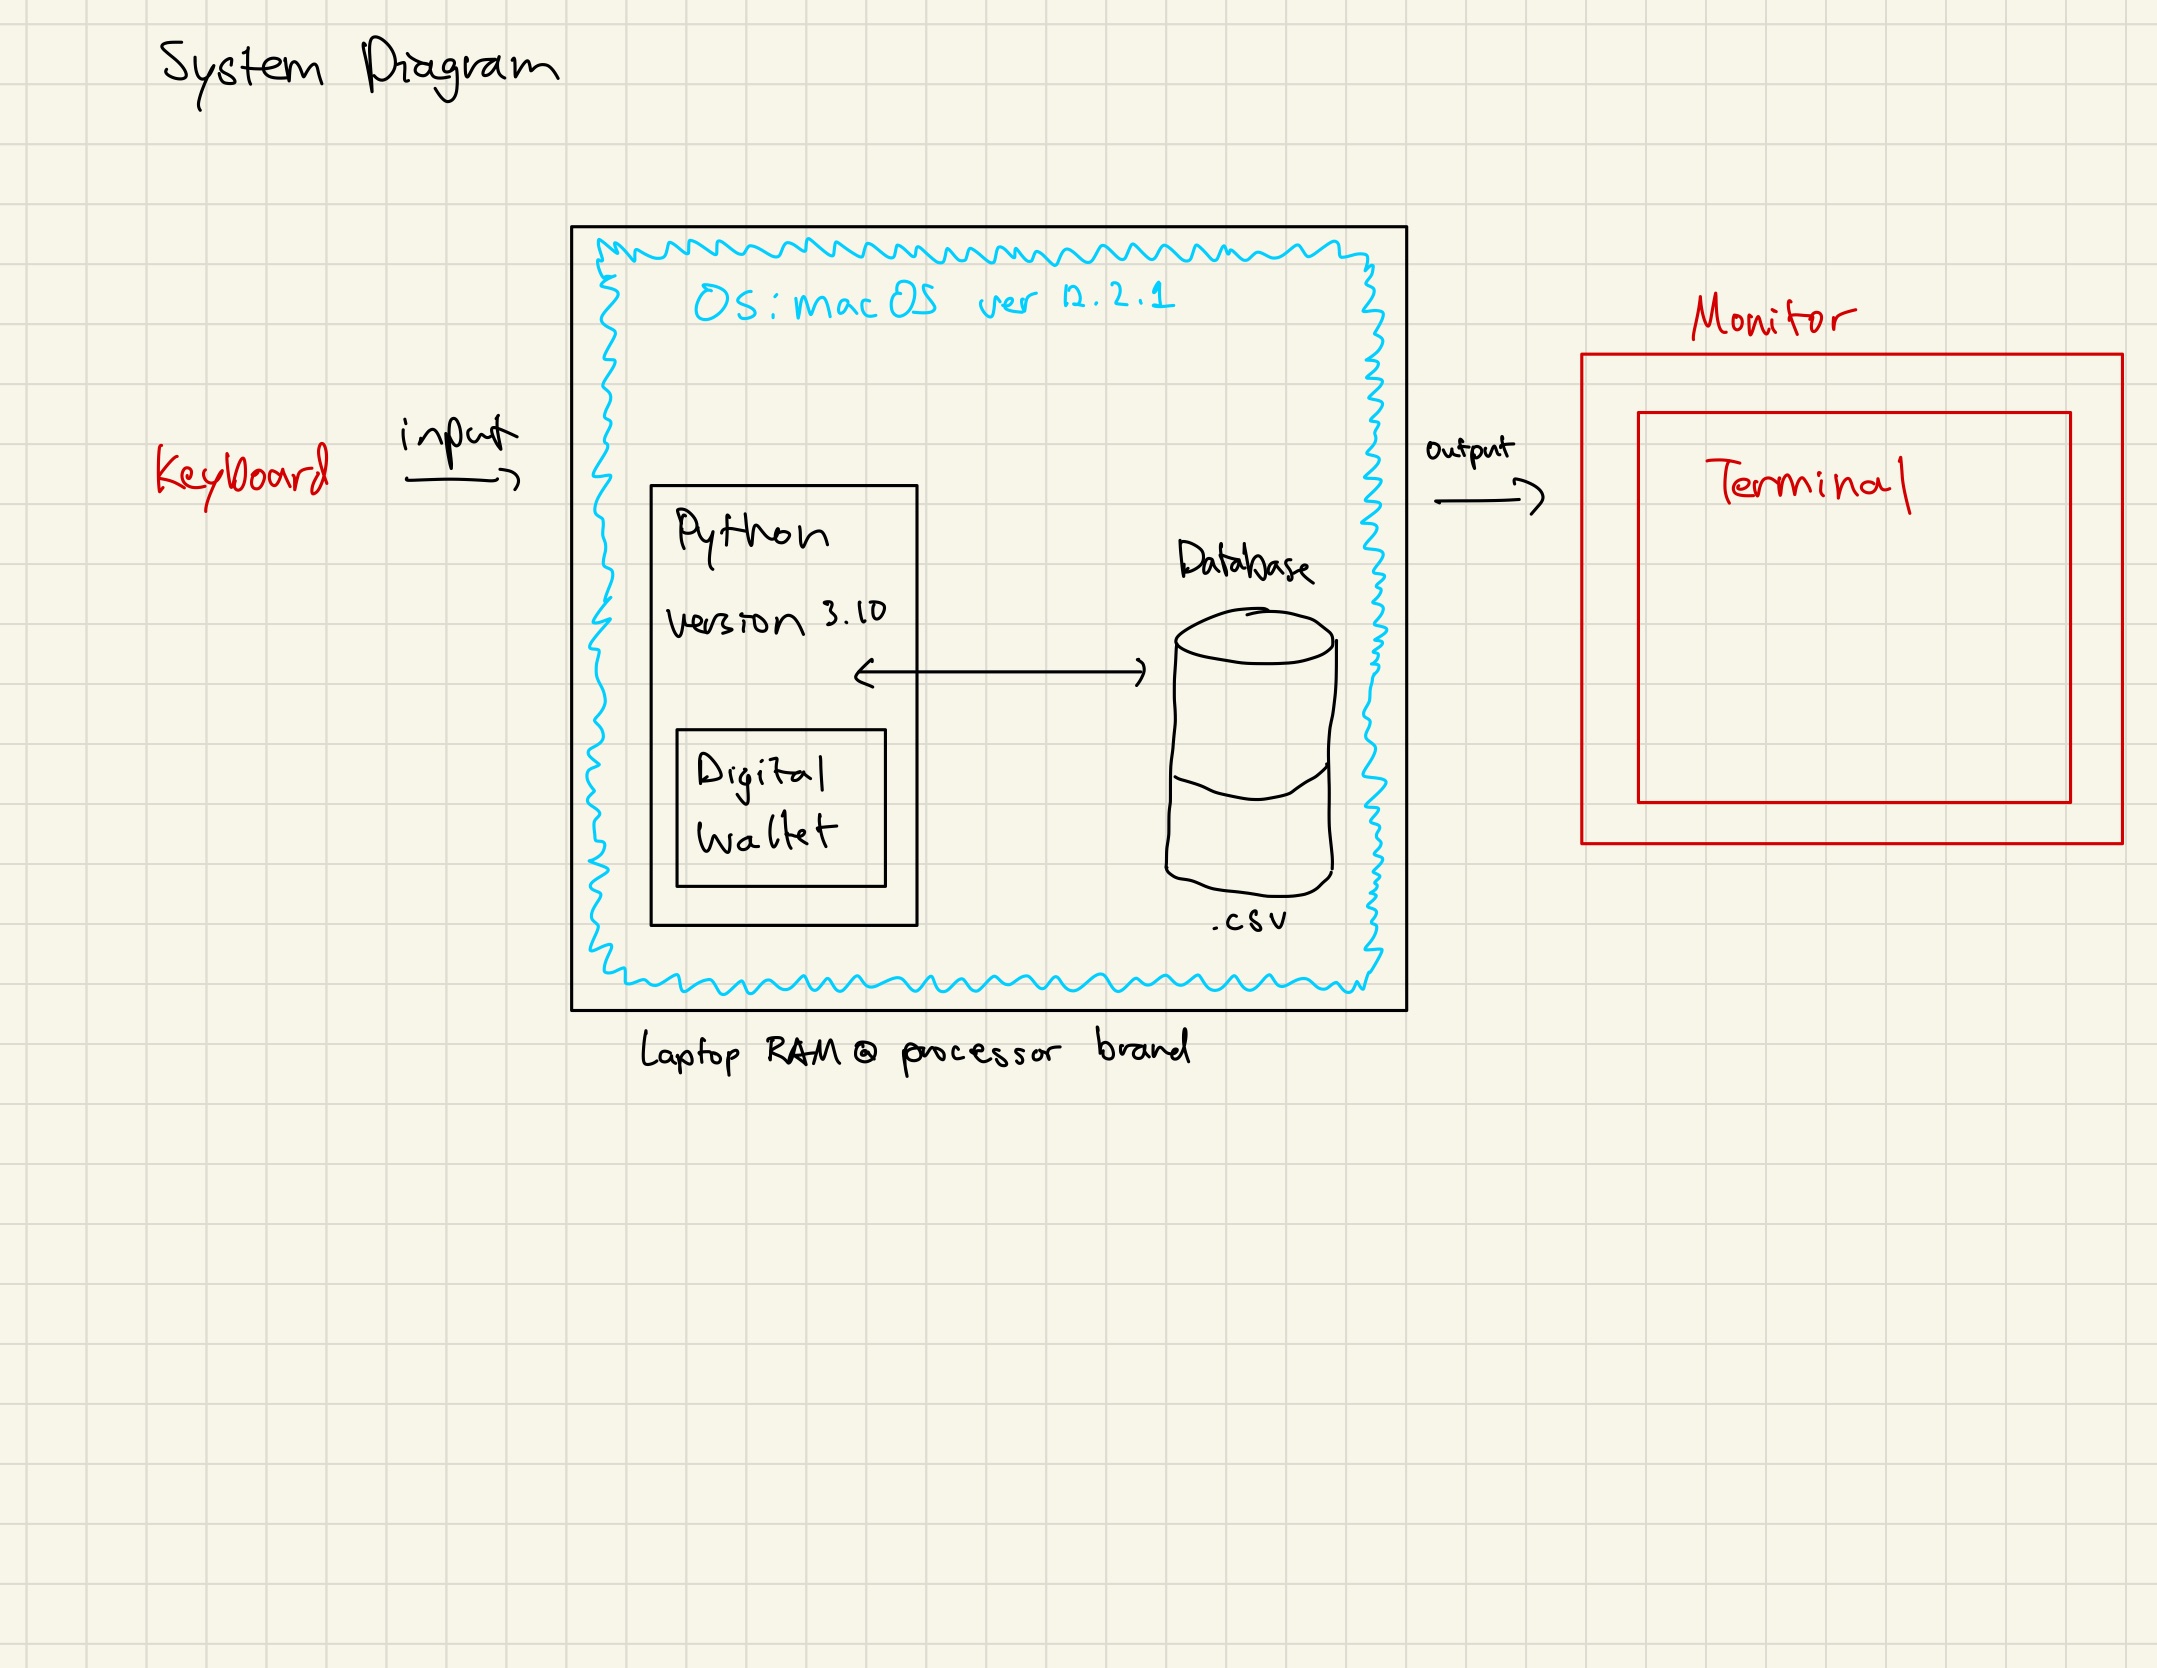 System Diagram
OS: macOS ver 12.2.1
Monitor
input
Keyboard
output
Terminal
Python
version 3.10
Database
Digital
Wallet
.csv
Laptop RAM @ processor brand